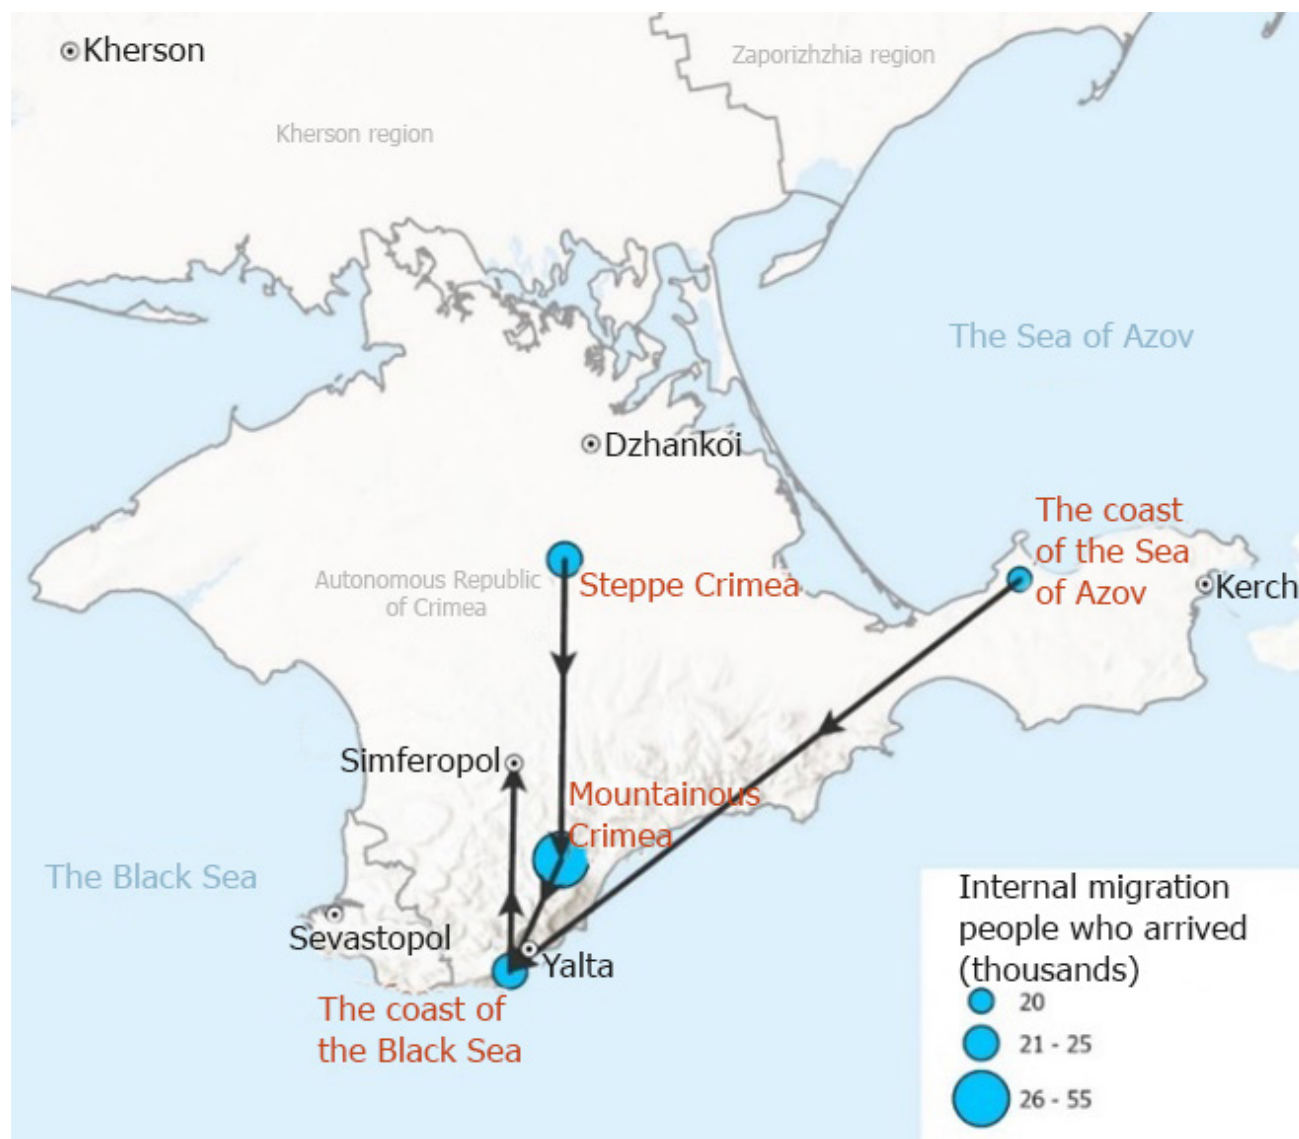 Kherson
Zaporizhzhia region
Kherson region
The Sea of Azov
Dzhankoi
The coast
of the Sea
of Azov
Kerch
Steppe Crimea
Autonomous Republic
of Crimea
Simferopol
Mountainous
Crimea
The Black Sea
Sevastopol
Yalta
The coast of
the Black Sea
Internal migration
people who arrived
(thousands)
20
21 - 25
26 - 55